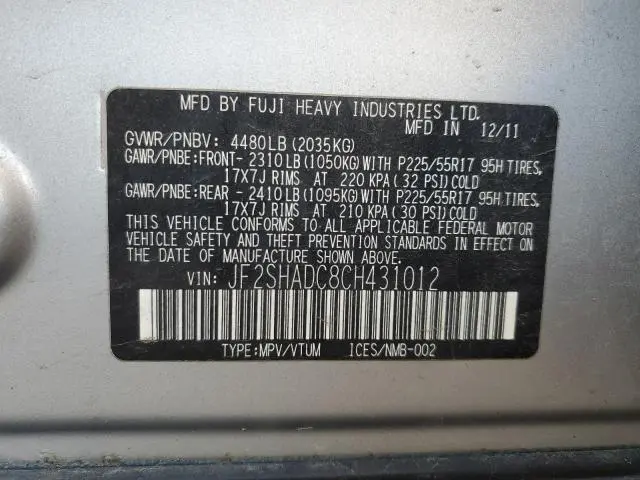 MFD BY FUJI HEAVY INDUSTRIES LTD.
MFD IN 12/11
GVWR/PNBV: 4480LB (2035KG)
GAWR/PNBE:FRONT- 2310LB (1050KG) WITH P225/55R17 95H TIRES,
17X7J RIMS AT 220 KPA (32 PSI) COLD
GAWR/PNBE:REAR - 2410LB (1095KG) WITH P225/55R17 95H TIRES,
17X7J RIMS AT 210 KPA (30 PSI) COLD
THIS VEHICLE CONFORMS TO ALL APPLICABLE FEDERAL MOTOR
VEHICLE SAFETY AND THEFT PREVENTION STANDARDS IN EFFECT ON
THE DATE OF MANUFACTURE SHOWN ABOVE.
VIN: JF2SHADC8CH431012
TYPE:MPV/VTUM ICES/NMB-002